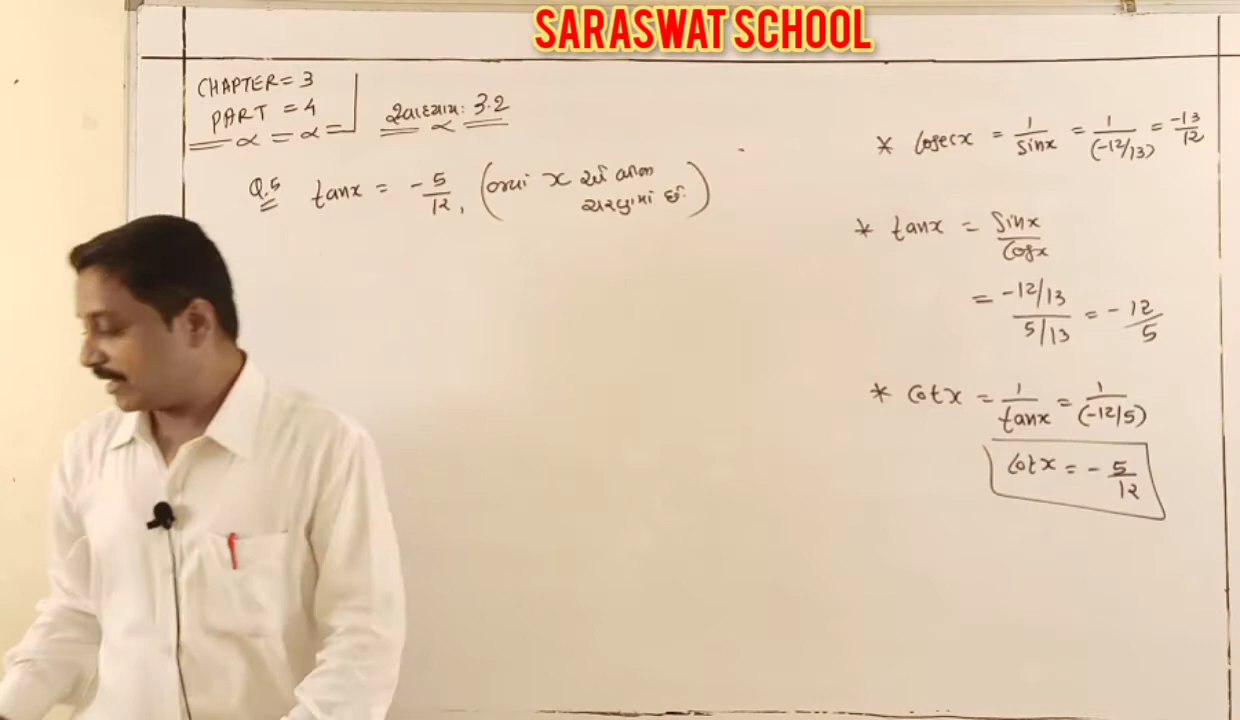 SARASWAT SCHOOL
CHAPTER = 3
PART = 4
સ્વાધ્યાય: 3.2
Q.5 tanx = -5/12, (જ્યાં x એ બીજા
ચરણમાં છે.)
* cosecx = 1/sinx = 1/(-12/13) = -13/12
* tanx = sinx/cosx
= -12/13 / 5/13 = -12/5
* cotx = 1/tanx = 1/(-12/5)
cotx = -5/12